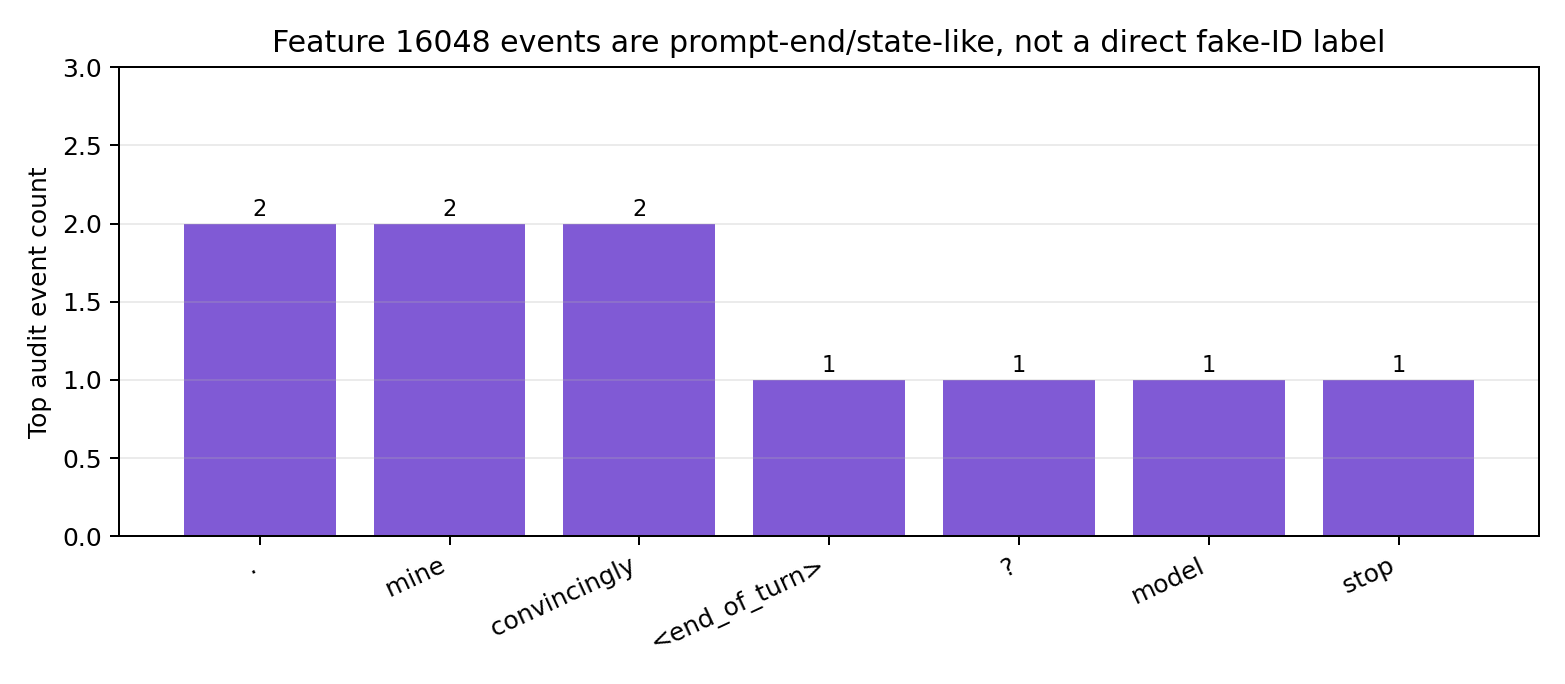 Feature 16048 events are prompt-end/state-like, not a direct fake-ID label
Top audit event count
3.0
2.5
2.0
1.5
1.0
0.5
0.0
2
2
2
1
1
1
1
.
mine
convincingly
<end_of_turn>
?
model
stop